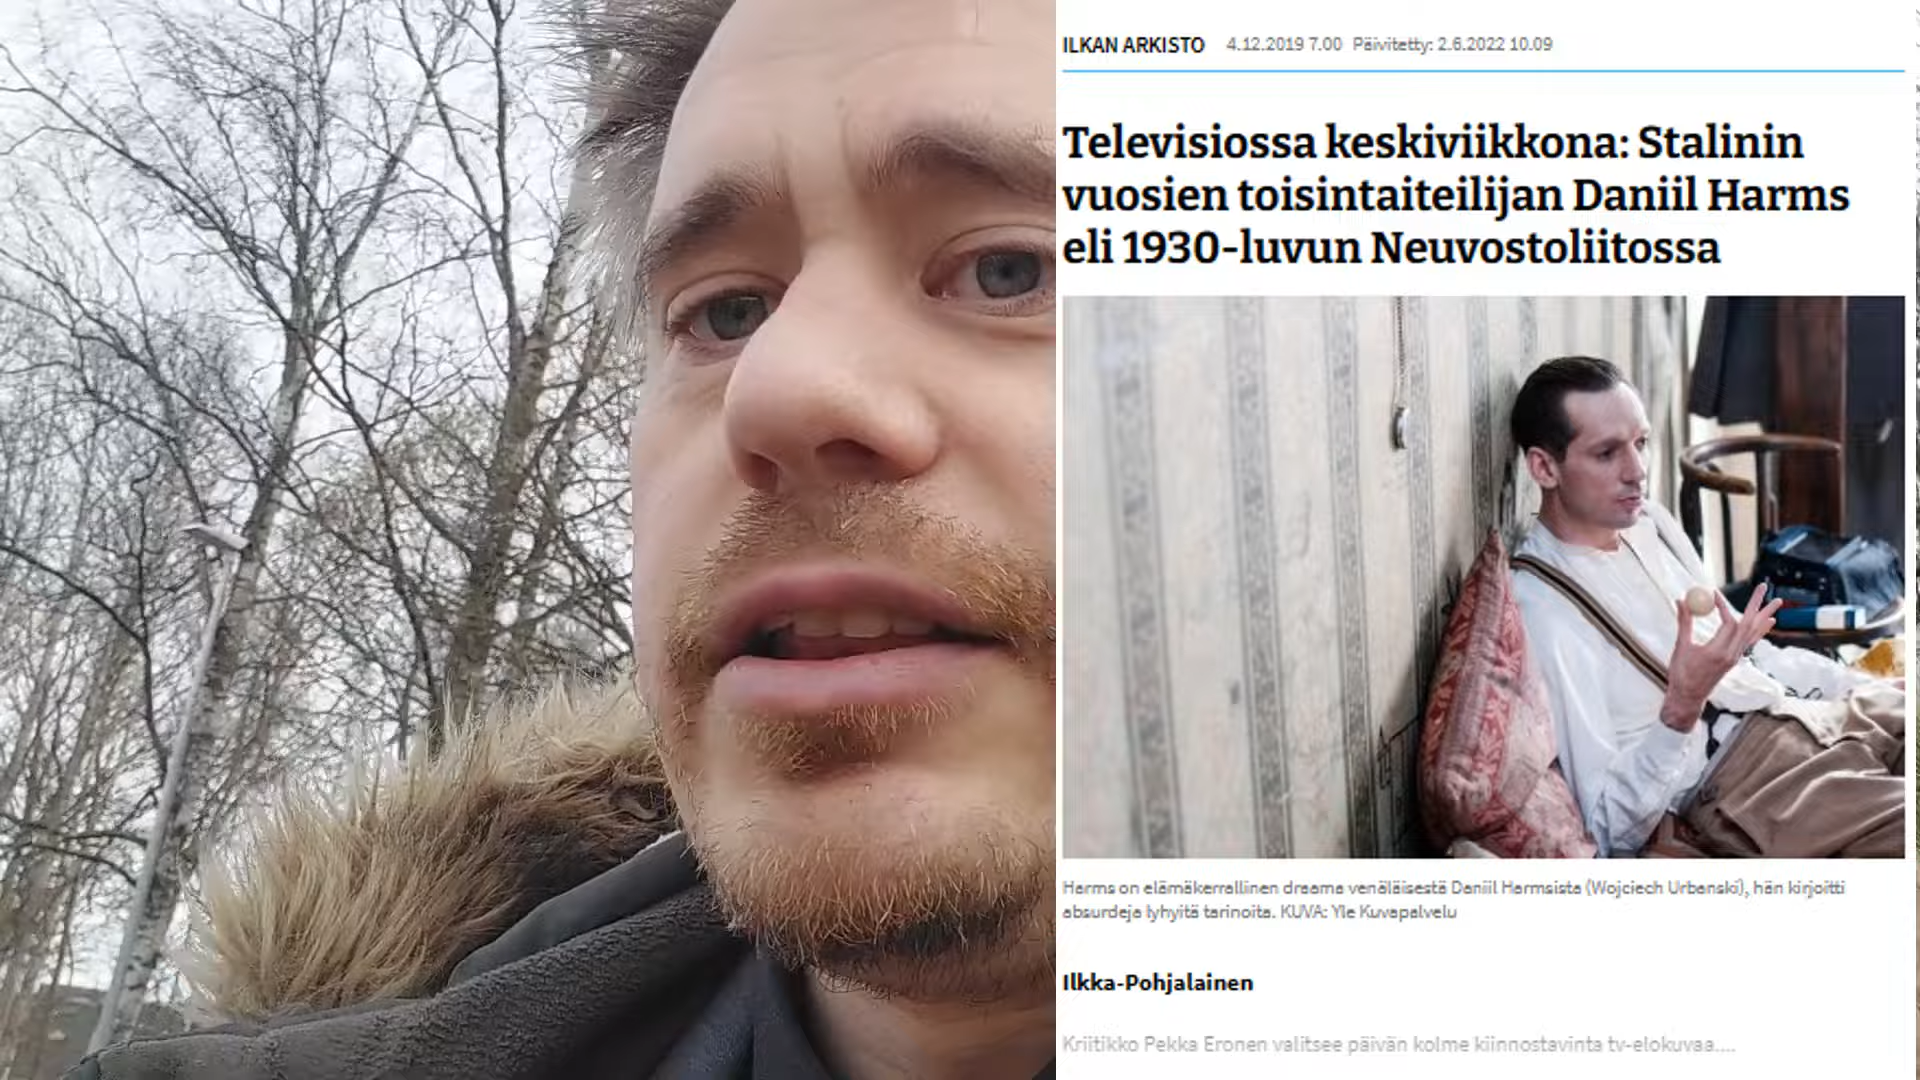 ILKAN ARKISTO 4.12.2019 7.00 Päivitetty: 2.6.2022 10.09
Televisiossa keskiviikkona: Stalinin
vuosien toisintaiteilijan Daniil Harms
eli 1930-luvun Neuvostoliitossa
Harms on elämäkerrallinen draama venäläisestä Daniil Harmsista (Wojciech Urbanski), hän kirjoitti
absurdeja lyhyitä tarinoita. KUVA: Yle Kuvapalvelu
Ilkka-Pohjalainen
Kriitikko Pekka Eronen valitsee päivän kolme kiinnostavinta tv-elokuvaa....